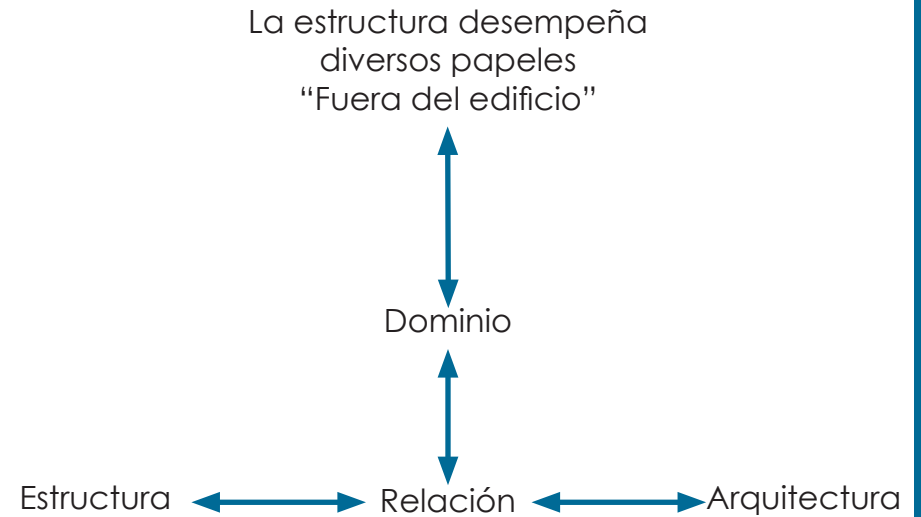 La estructura desempeña
diversos papeles
“Fuera del edificio”
Dominio
Estructura Relación Arquitectura